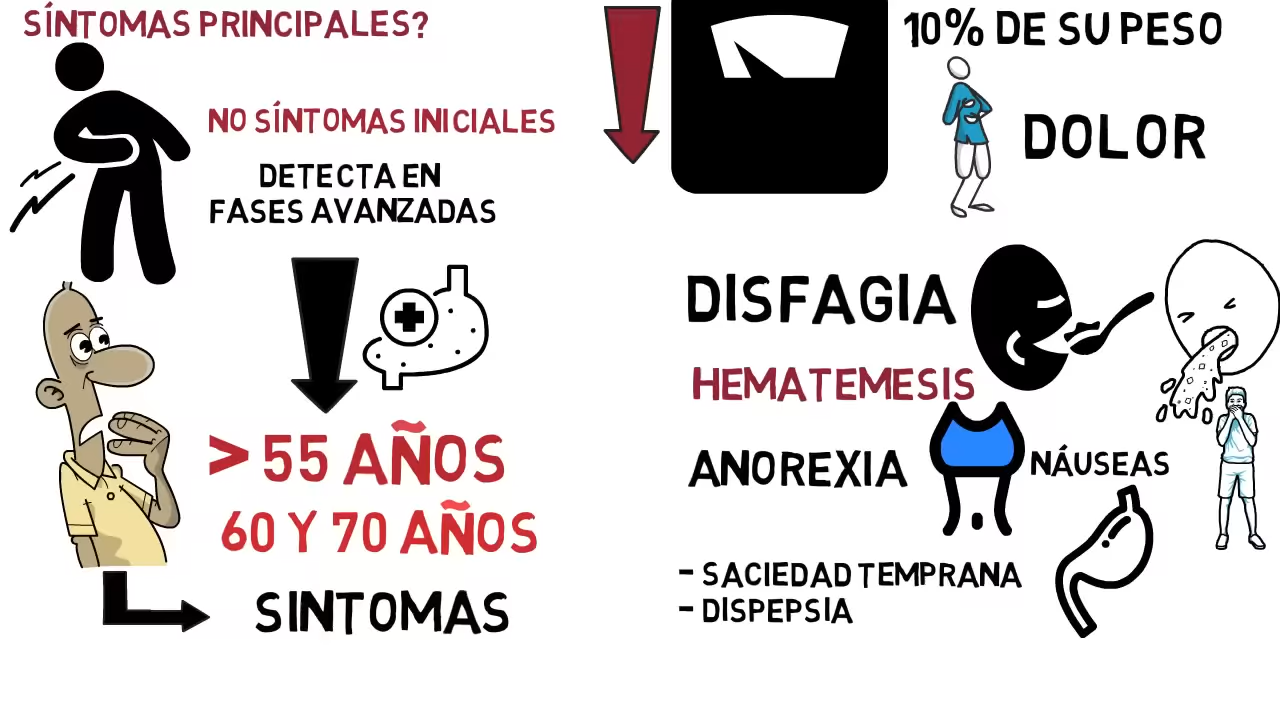 SÍNTOMAS PRINCIPALES?
NO SÍNTOMAS INICIALES
DETECTA EN
FASES AVANZADAS
> 55 AÑOS
60 Y 70 AÑOS
SINTOMAS
10% DE SU PESO
DOLOR
DISFAGIA
HEMATEMESIS
ANOREXIA
NÁUSEAS
- SACIEDAD TEMPRANA
- DISPEPSIA